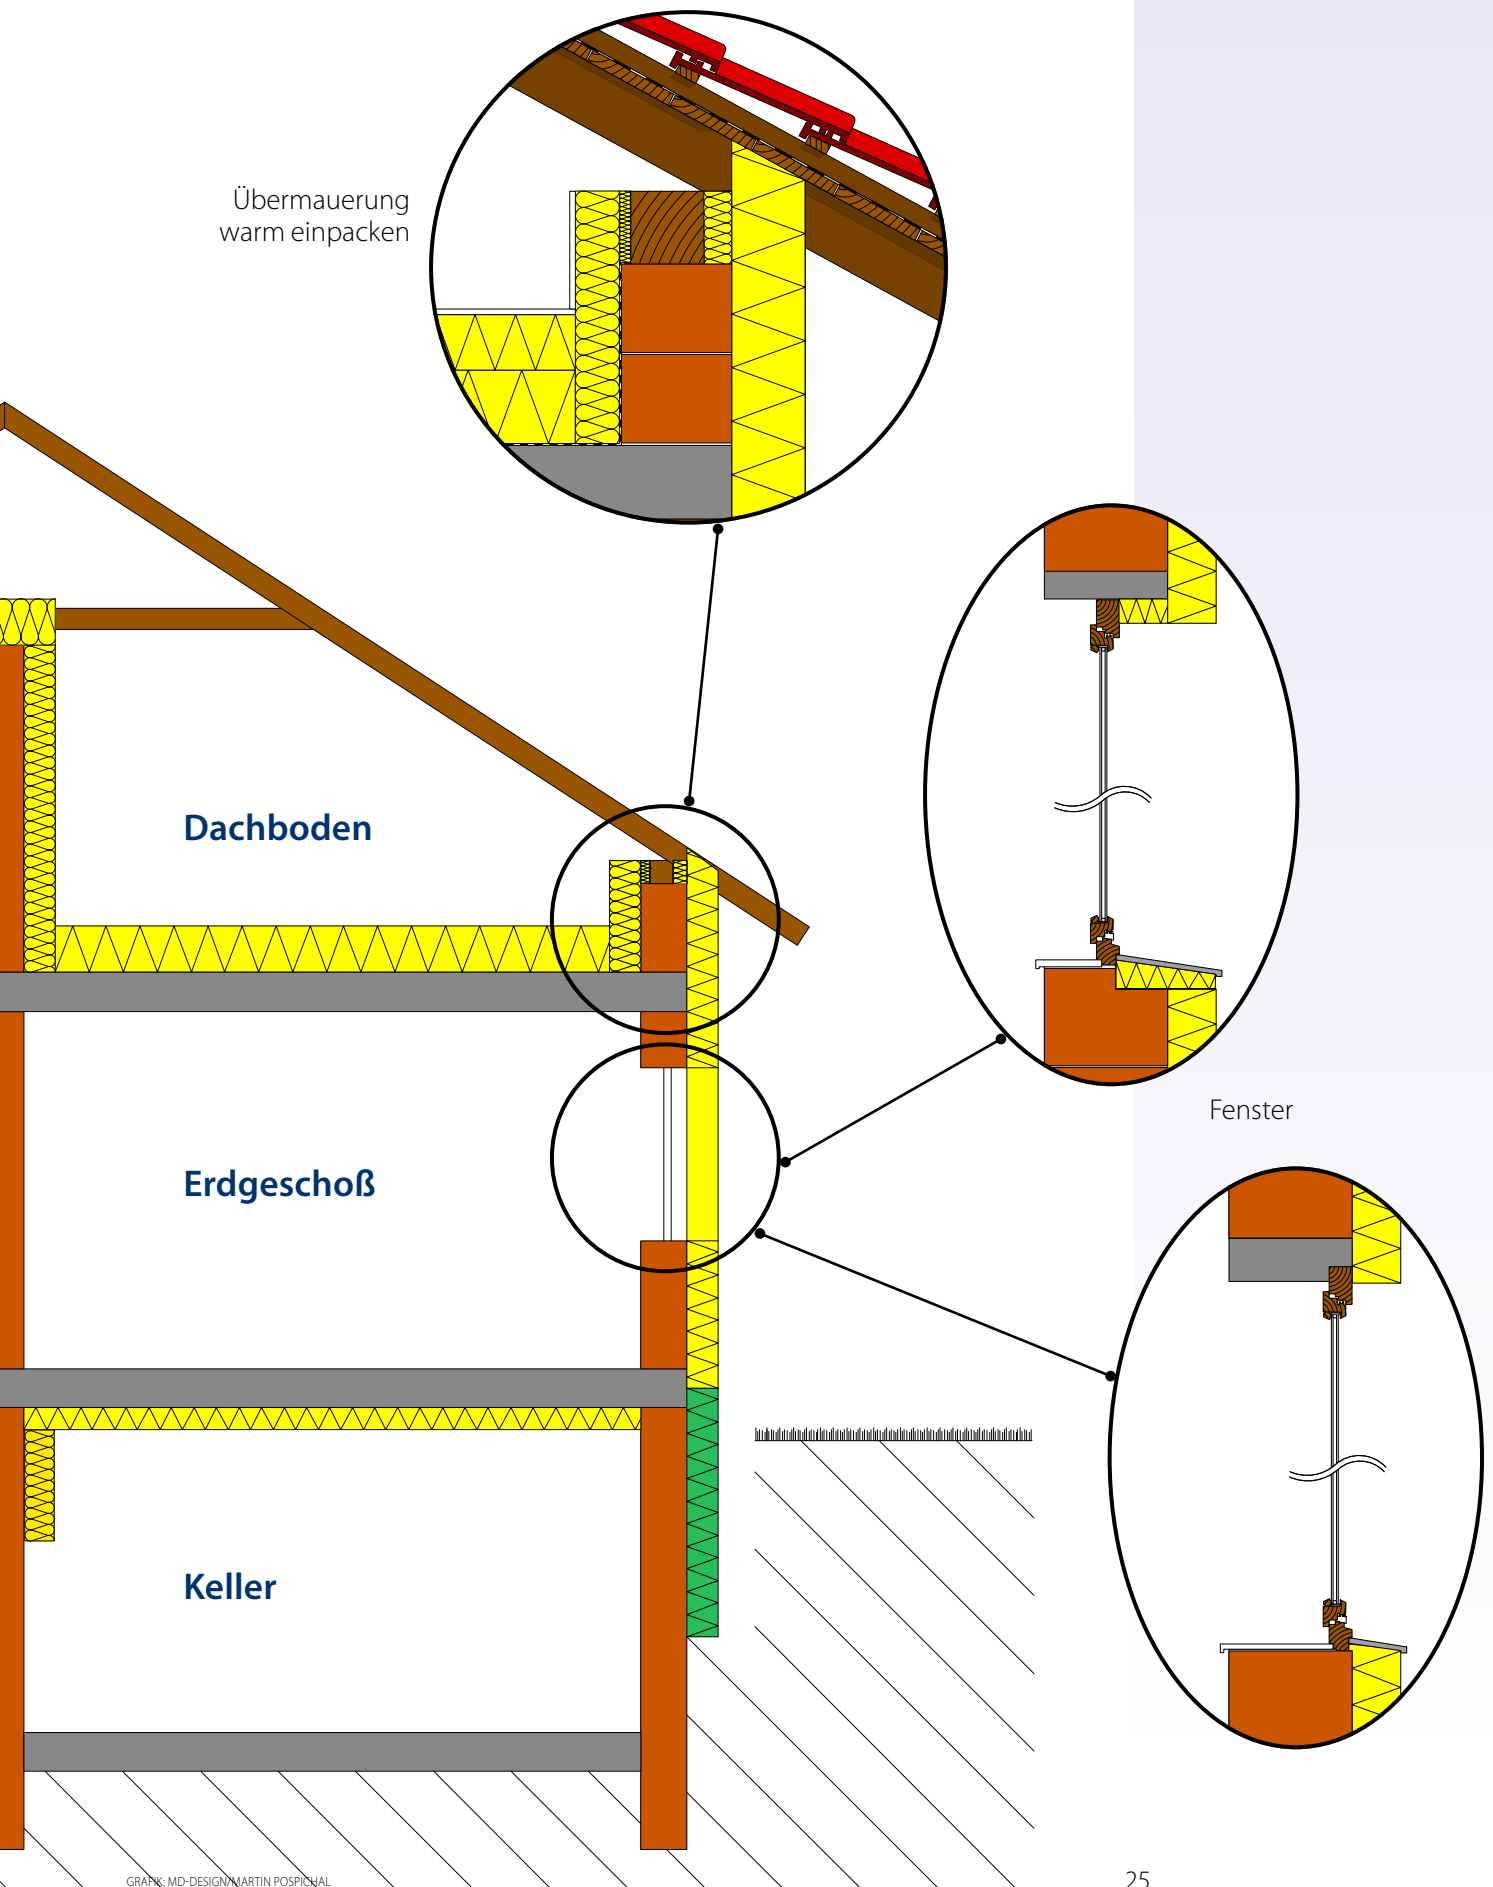 Übermauerung
warm einpacken
Dachboden
Erdgeschoß
Fenster
Keller
GRAFIK: MD-DESIGN/MARTIN POSPICHAL
25